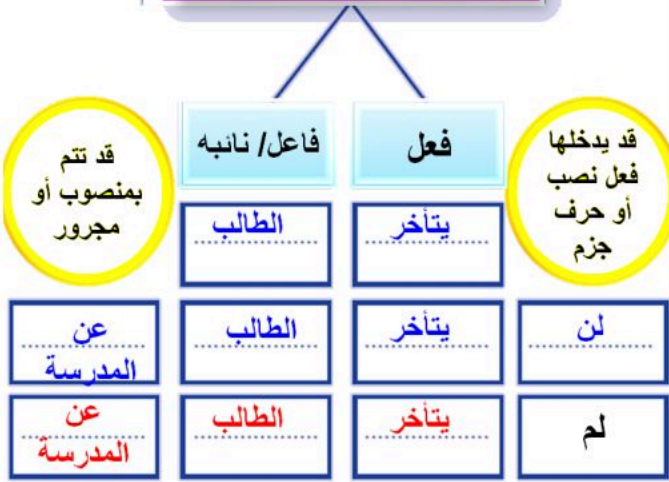 قد يدخلها
فعل نصب
أو حرف
جزم
فعل
فاعل/ نائبه
قد تتم
بمنصوب أو
مجرور
يتأخر
الطالب
لن
يتأخر
الطالب
عن
المدرسة
لم
يتأخر
الطالب
عن
المدرسة